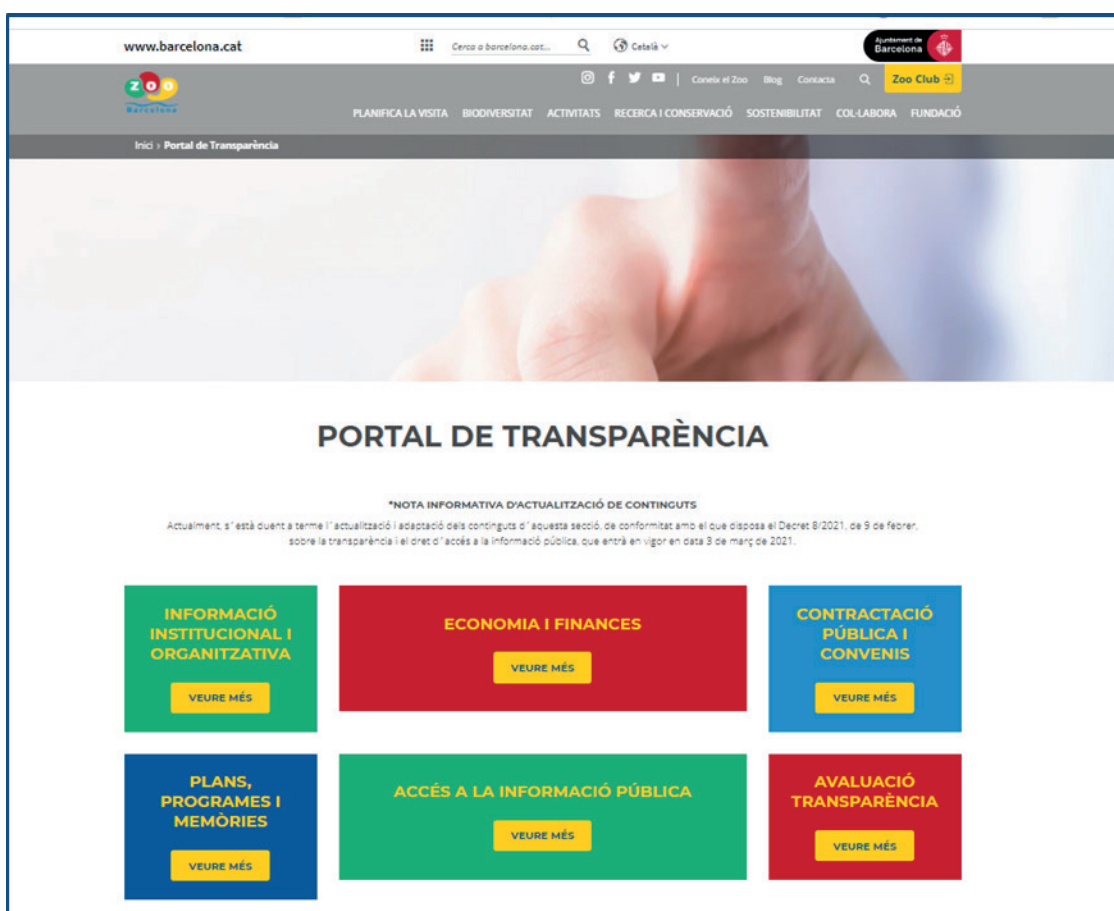 www.barcelona.cat
Cerca a barcelona.cat...
Català
Ajuntament de
Barcelona
ZOO
Barcelona
Coneix el Zoo Blog Contacta
Zoo Club
PLANIFICA LA VISITA BIODIVERSITAT ACTIVITATS RECERCA I CONSERVACIÓ SOSTENIBILITAT COL·LABORA FUNDACIÓ
Inici › Portal de Transparència
PORTAL DE TRANSPARÈNCIA
*NOTA INFORMATIVA D'ACTUALITZACIÓ DE CONTINGUTS
Actualment, s´està duent a terme l´actualització i adaptació dels continguts d´aquesta secció, de conformitat amb el que disposa el Decret 8/2021, de 9 de febrer,
sobre la transparència i el dret d´accés a la informació pública, que entrà en vigor en data 3 de març de 2021.
INFORMACIÓ
INSTITUCIONAL I
ORGANITZATIVA
VEURE MÉS
ECONOMIA I FINANCES
VEURE MÉS
CONTRACTACIÓ
PÚBLICA I
CONVENIS
VEURE MÉS
PLANS,
PROGRAMES I
MEMÒRIES
VEURE MÉS
ACCÉS A LA INFORMACIÓ PÚBLICA
VEURE MÉS
AVALUACIÓ
TRANSPARÈNCIA
VEURE MÉS